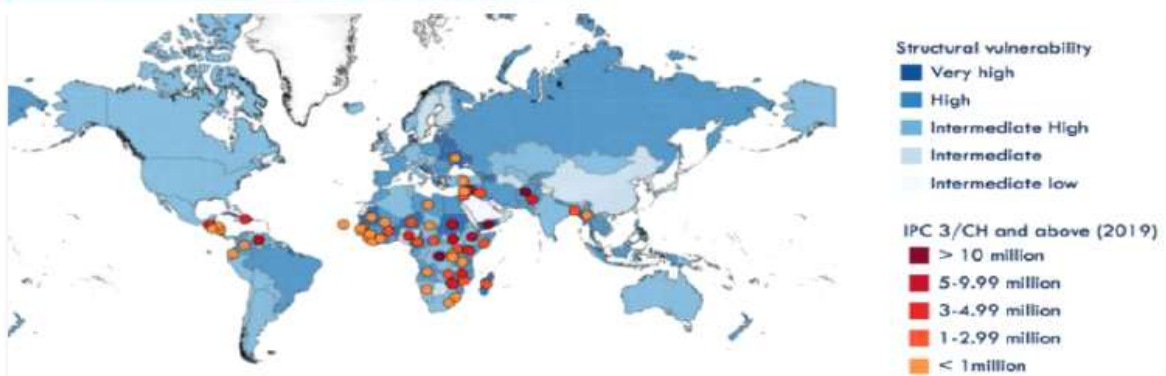 Structural vulnerability
Very high
High
Intermediate High
Intermediate
Intermediate low
IPC 3/CH and above (2019)
> 10 million
5-9.99 million
3-4.99 million
1-2.99 million
< 1million